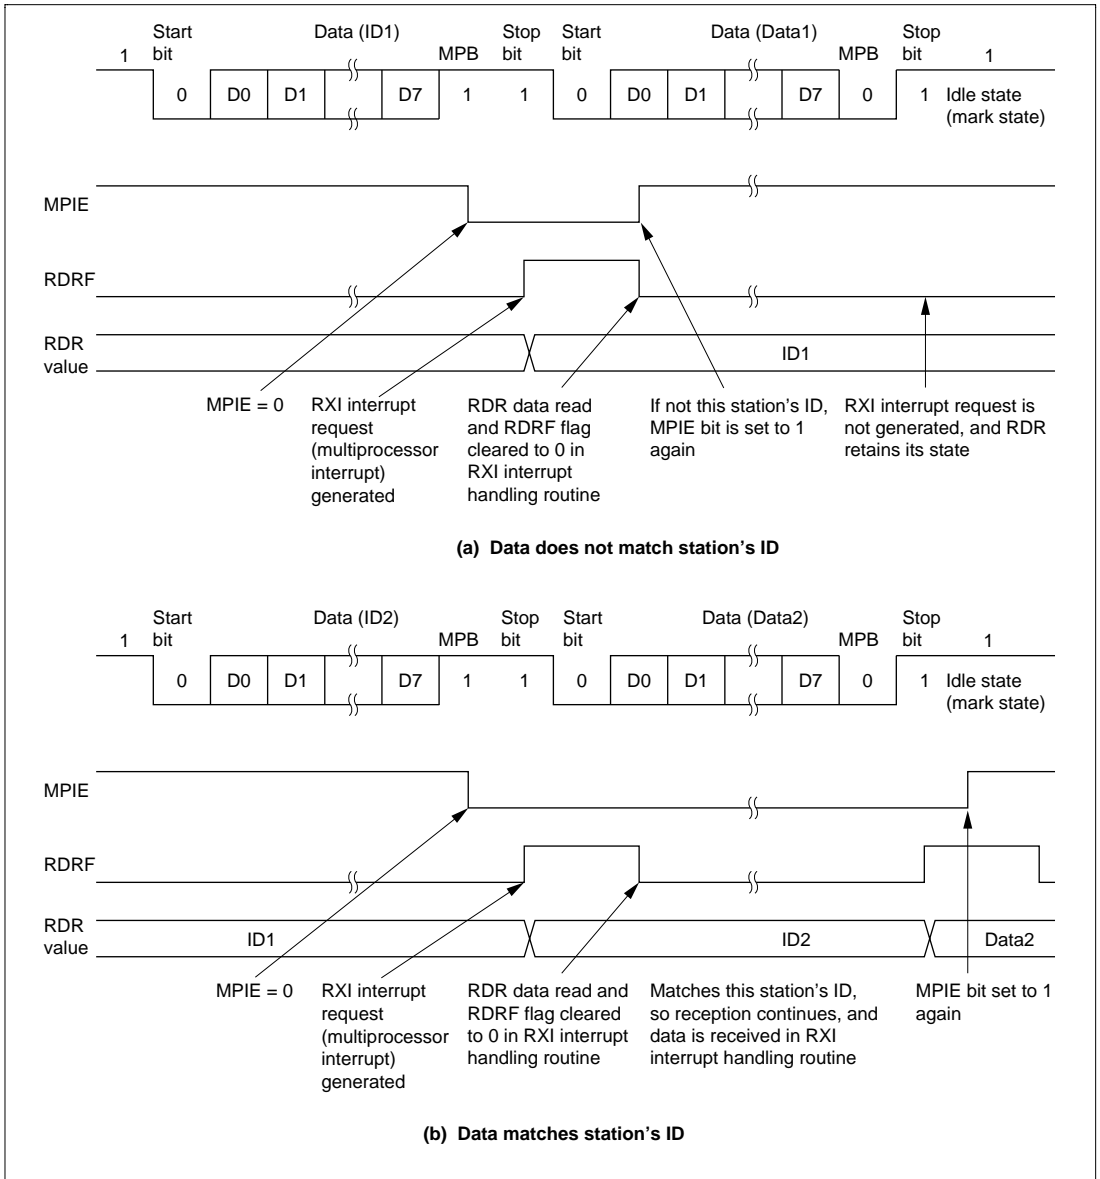 Start Data (ID1) Stop Start Data (Data1) Stop
1 bit MPB bit bit MPB bit 1
0 D0 D1 D7 1 1 0 D0 D1 D7 0 1 Idle state
(mark state)
MPIE
RDRF
RDR
value
ID1
MPIE = 0
RXI interrupt
request
(multiprocessor
interrupt)
generated
RDR data read
and RDRF flag
cleared to 0 in
RXI interrupt
handling routine
If not this station's ID,
MPIE bit is set to 1
again
RXI interrupt request is
not generated, and RDR
retains its state
(a) Data does not match station's ID
Start Data (ID2) Stop Start Data (Data2) Stop
1 bit MPB bit bit MPB bit 1
0 D0 D1 D7 1 1 0 D0 D1 D7 0 1 Idle state
(mark state)
MPIE
RDRF
RDR
value
ID1 ID2 Data2
MPIE = 0
RXI interrupt
request
(multiprocessor
interrupt)
generated
RDR data read and
RDRF flag cleared
to 0 in RXI interrupt
handling routine
Matches this station's ID,
so reception continues, and
data is received in RXI
interrupt handling routine
MPIE bit set to 1
again
(b) Data matches station's ID